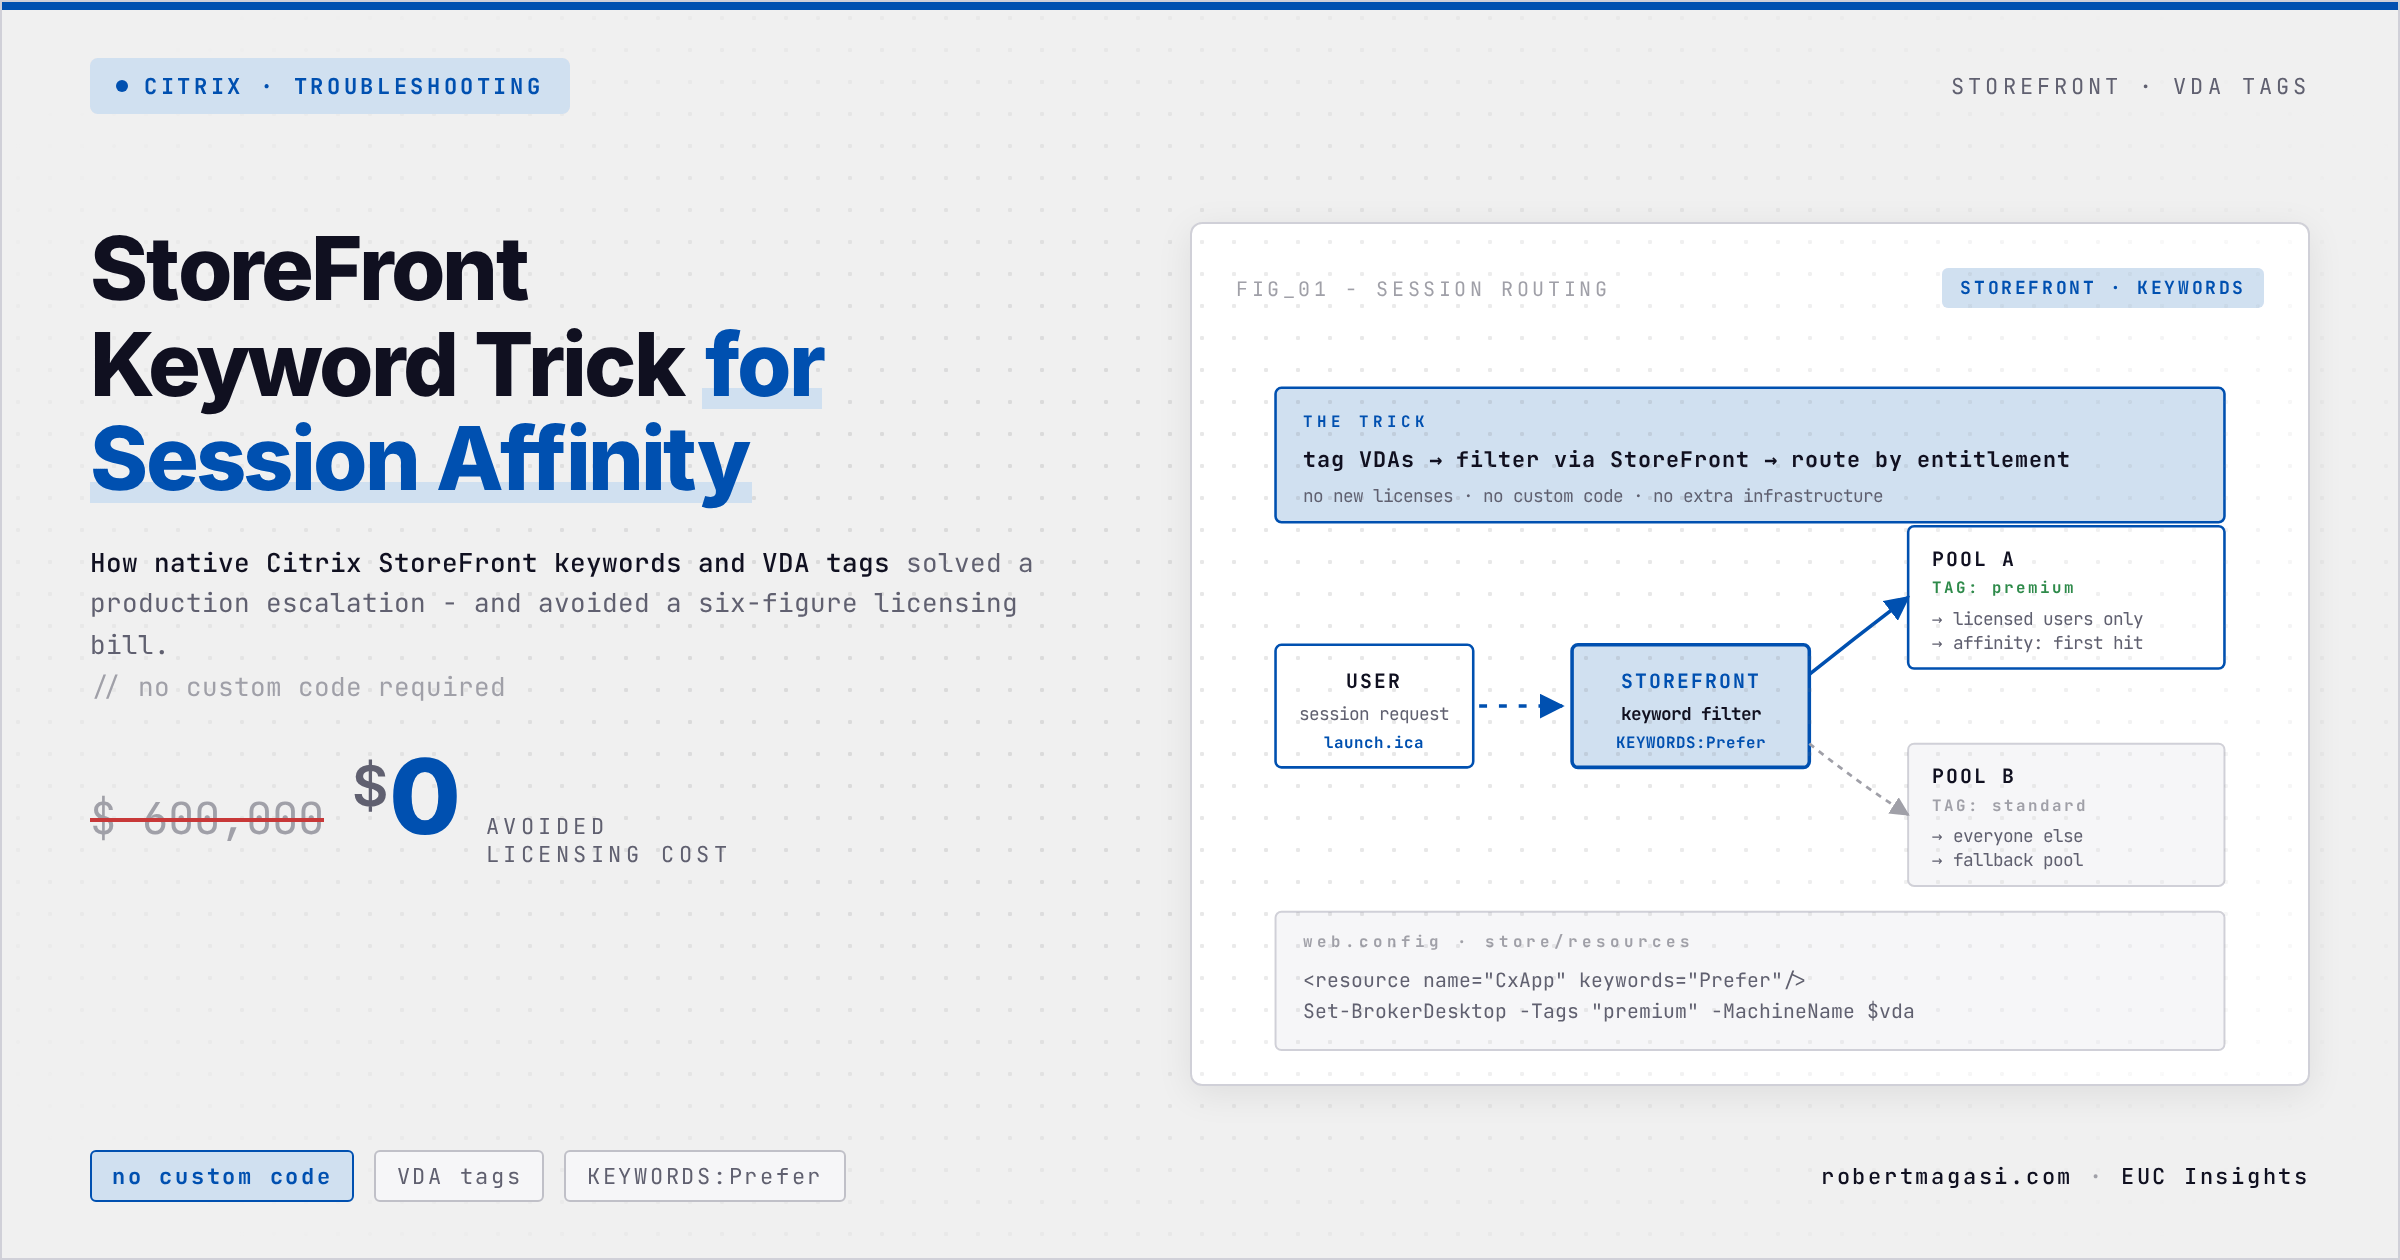 CITRIX · TROUBLESHOOTING
STOREFRONT · VDA TAGS
StoreFront
Keyword Trick for
Session Affinity
How native Citrix StoreFront keywords and VDA tags solved a
production escalation - and avoided a six-figure licensing
bill.
// no custom code required
$ 600,000
$0
AVOIDED
LICENSING COST
FIG_01 - SESSION ROUTING
STOREFRONT · KEYWORDS
THE TRICK
tag VDAs → filter via StoreFront → route by entitlement
no new licenses · no custom code · no extra infrastructure
USER
session request
launch.ica
STOREFRONT
keyword filter
KEYWORDS:Prefer
POOL A
TAG: premium
→ licensed users only
→ affinity: first hit
POOL B
TAG: standard
→ everyone else
→ fallback pool
web.config · store/resources
<resource name="CxApp" keywords="Prefer"/>
Set-BrokerDesktop -Tags "premium" -MachineName $vda
no custom code
VDA tags
KEYWORDS:Prefer
robertmagasi.com · EUC Insights